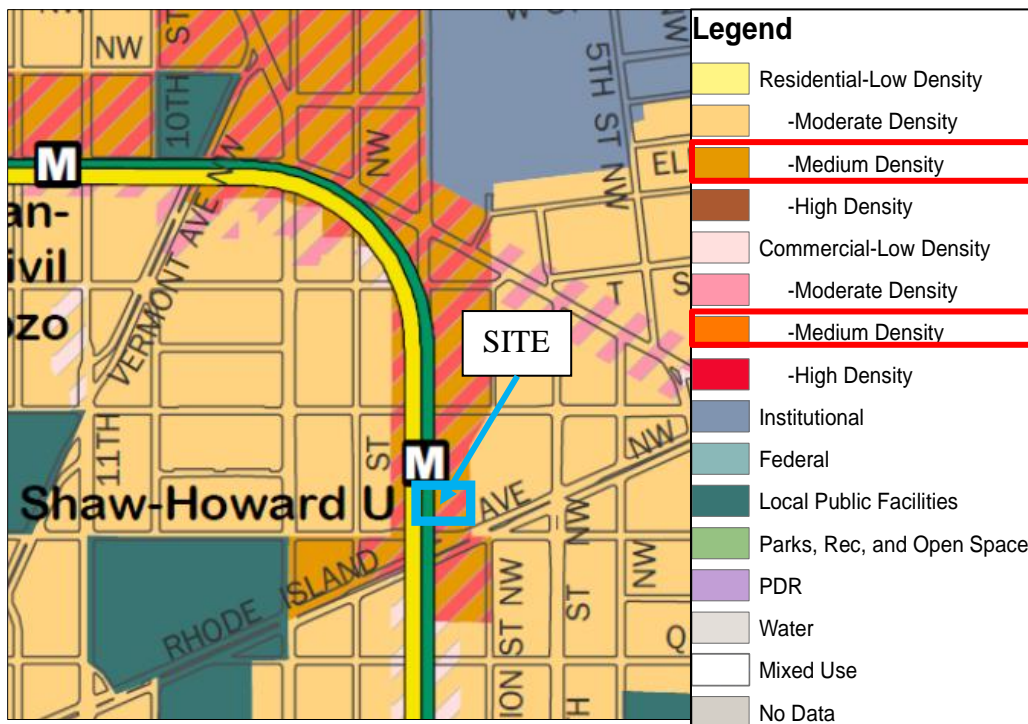 NW
ST
W
NW
10TH
5TH ST NW
M
NW
NW
EL
an-
ivil
ozo
VERMONT AVE
T
S
SITE
11TH
ST
M
NW
Shaw-Howard U
AVE
NW
RHODE ISLAND
ION ST NW
ST
NW
Q
H
Legend
Residential-Low Density
-Moderate Density
-Medium Density
-High Density
Commercial-Low Density
-Moderate Density
-Medium Density
-High Density
Institutional
Federal
Local Public Facilities
Parks, Rec, and Open Space
PDR
Water
Mixed Use
No Data